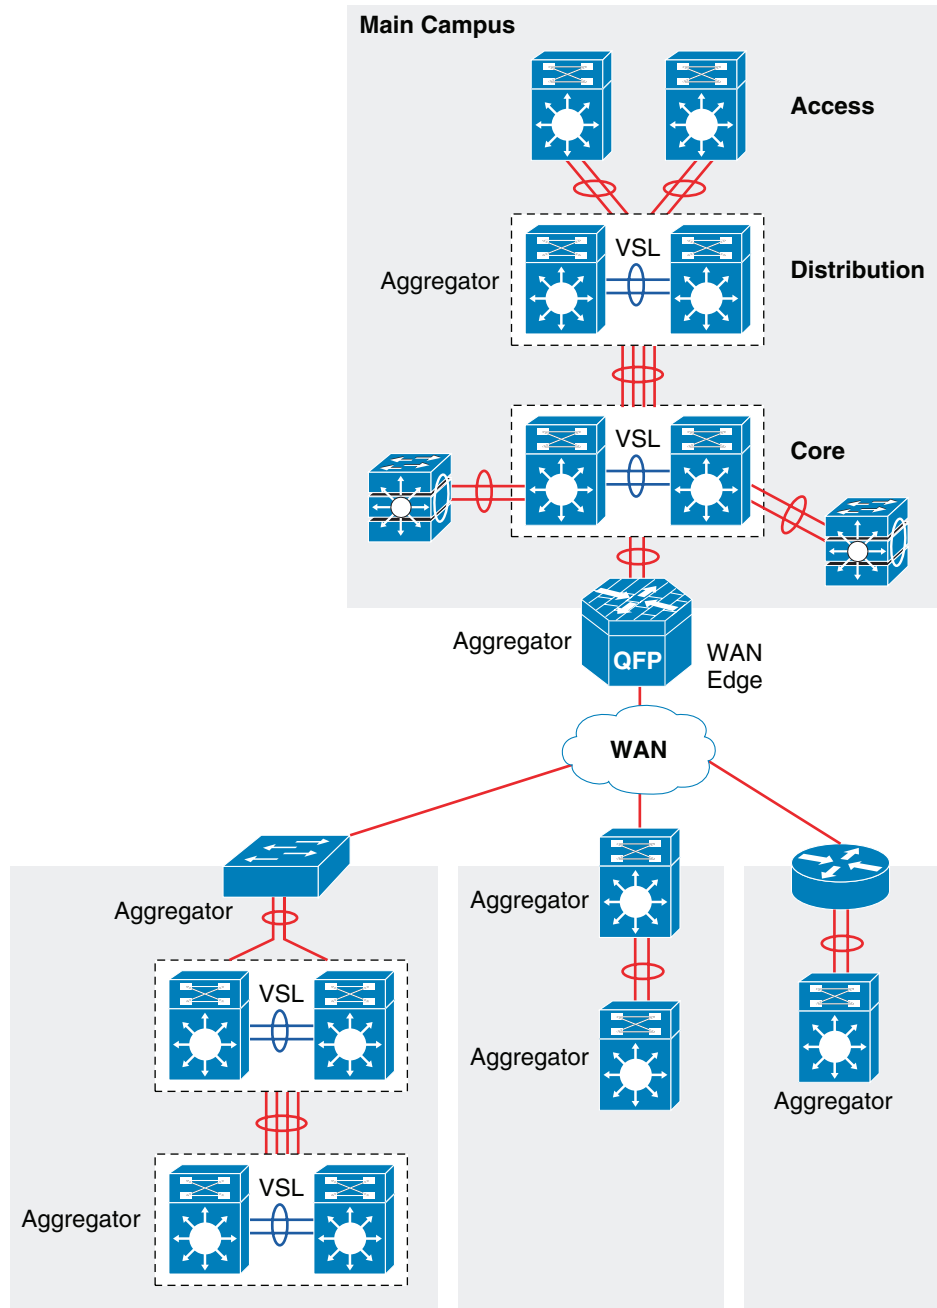 Main Campus
Access
VSL
Aggregator
Distribution
VSL
Core
Aggregator
QFP
WAN
Edge
WAN
Aggregator
Aggregator
VSL
Aggregator
Aggregator
VSL
Aggregator